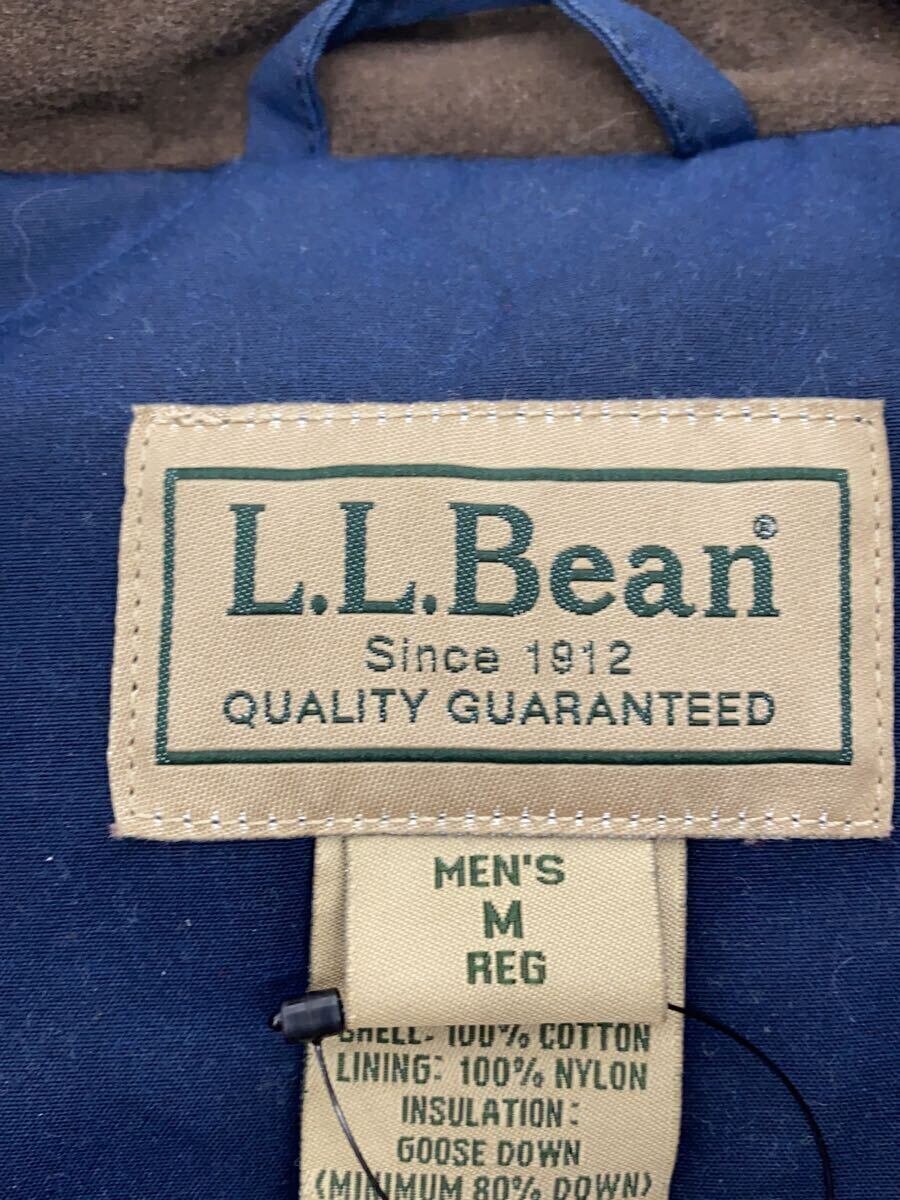 L.L.Bean®
Since 1912
QUALITY GUARANTEED
MEN'S
M
REG
SHELL: 100% COTTON
LINING: 100% NYLON
INSULATION:
GOOSE DOWN
(MINIMUM 80% DOWN)